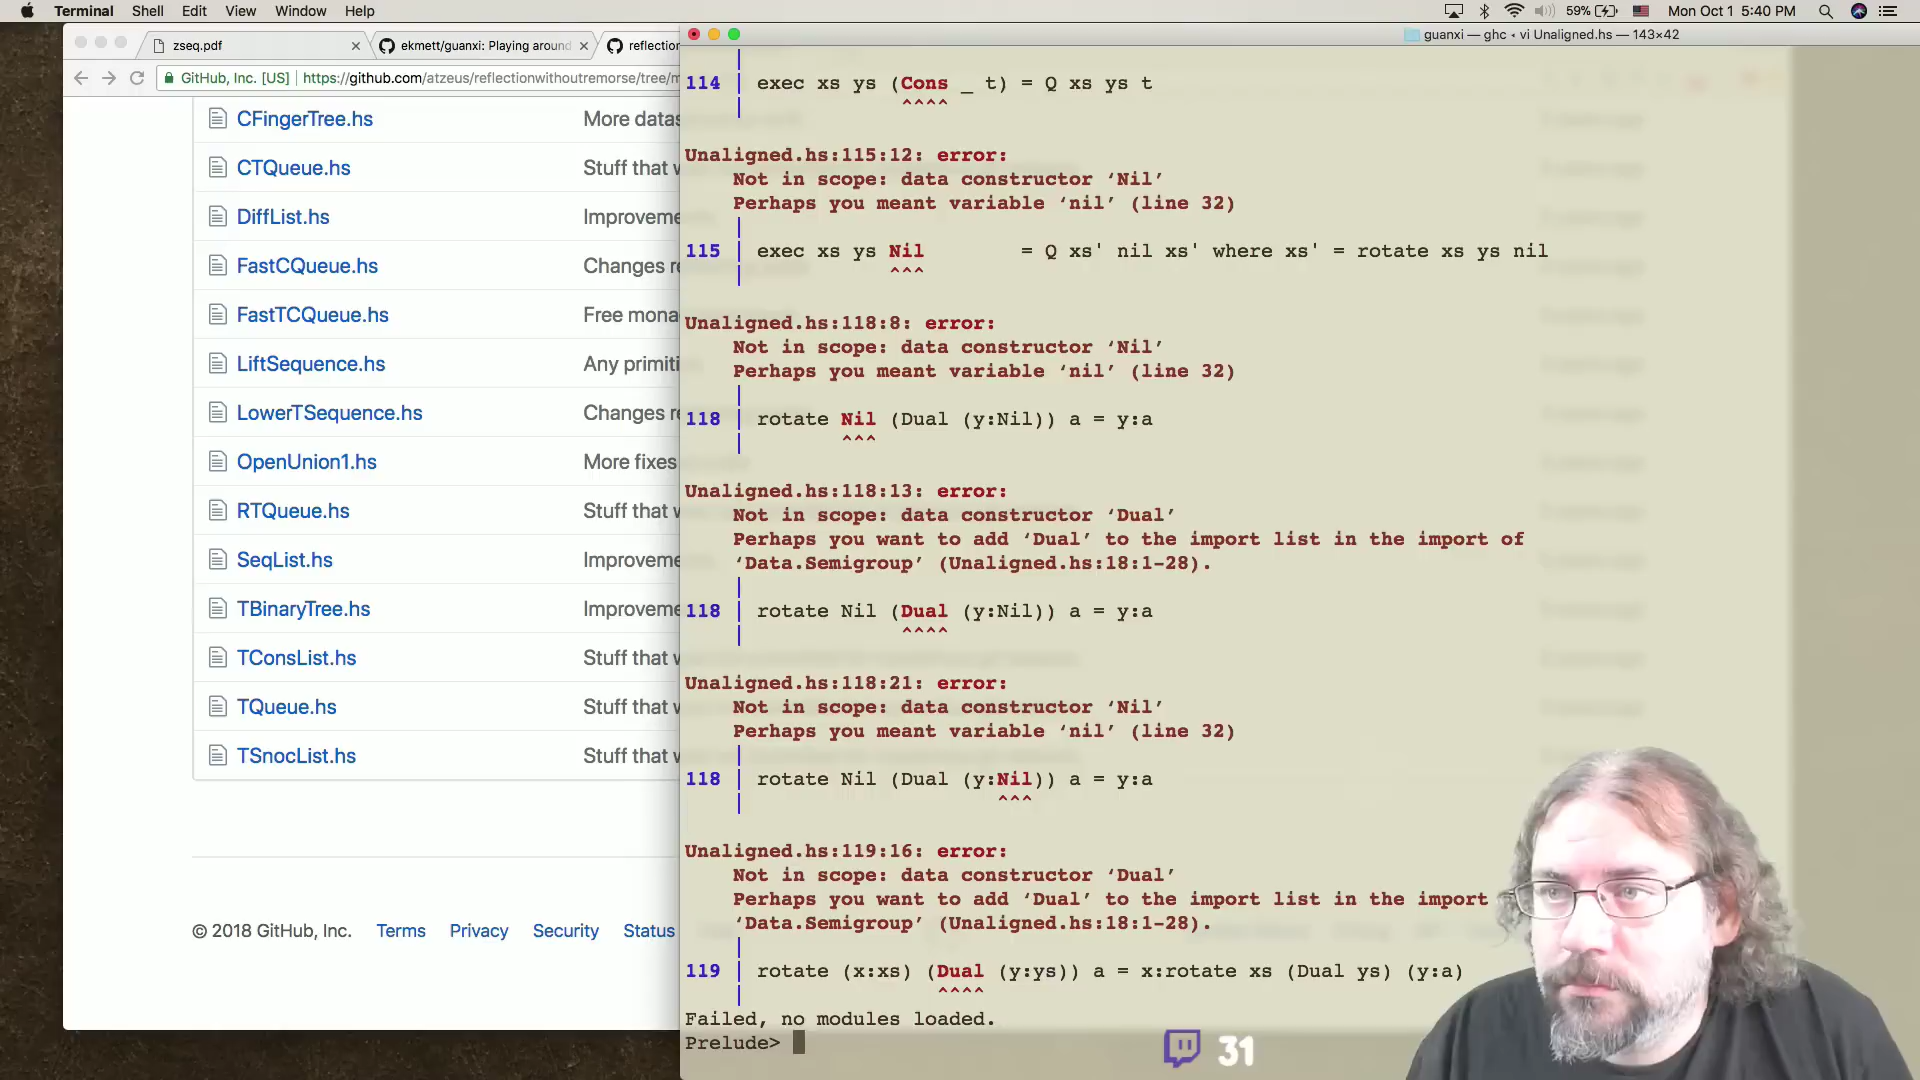 Terminal Shell Edit View Window Help
59% Mon Oct 1 5:40 PM
zseq.pdf
ekmett/guanxi: Playing around
reflection
GitHub, Inc. [US] https://github.com/atzeus/reflectionwithoutremorse/tree/m
CFingerTree.hs More datas
CTQueue.hs Stuff that w
DiffList.hs Improveme
FastCQueue.hs Changes re
FastTCQueue.hs Free mona
LiftSequence.hs Any primiti
LowerTSequence.hs Changes re
OpenUnion1.hs More fixes
RTQueue.hs Stuff that w
SeqList.hs Improveme
TBinaryTree.hs Improveme
TConsList.hs Stuff that w
TQueue.hs Stuff that w
TSnocList.hs Stuff that w
© 2018 GitHub, Inc. Terms Privacy Security Status
guanxi — ghc ◂ vi Unaligned.hs — 143×42
114 | exec xs ys (Cons _ t) = Q xs ys t
^^^^
Unaligned.hs:115:12: error:
Not in scope: data constructor ‘Nil’
Perhaps you meant variable ‘nil’ (line 32)
|
115 | exec xs ys Nil = Q xs' nil xs' where xs' = rotate xs ys nil
| ^^^
Unaligned.hs:118:8: error:
Not in scope: data constructor ‘Nil’
Perhaps you meant variable ‘nil’ (line 32)
|
118 | rotate Nil (Dual (y:Nil)) a = y:a
| ^^^
Unaligned.hs:118:13: error:
Not in scope: data constructor ‘Dual’
Perhaps you want to add ‘Dual’ to the import list in the import of
‘Data.Semigroup’ (Unaligned.hs:18:1-28).
|
118 | rotate Nil (Dual (y:Nil)) a = y:a
| ^^^^
Unaligned.hs:118:21: error:
Not in scope: data constructor ‘Nil’
Perhaps you meant variable ‘nil’ (line 32)
|
118 | rotate Nil (Dual (y:Nil)) a = y:a
| ^^^
Unaligned.hs:119:16: error:
Not in scope: data constructor ‘Dual’
Perhaps you want to add ‘Dual’ to the import list in the import
‘Data.Semigroup’ (Unaligned.hs:18:1-28).
|
119 | rotate (x:xs) (Dual (y:ys)) a = x:rotate xs (Dual ys) (y:a)
| ^^^^
Failed, no modules loaded.
Prelude>
31